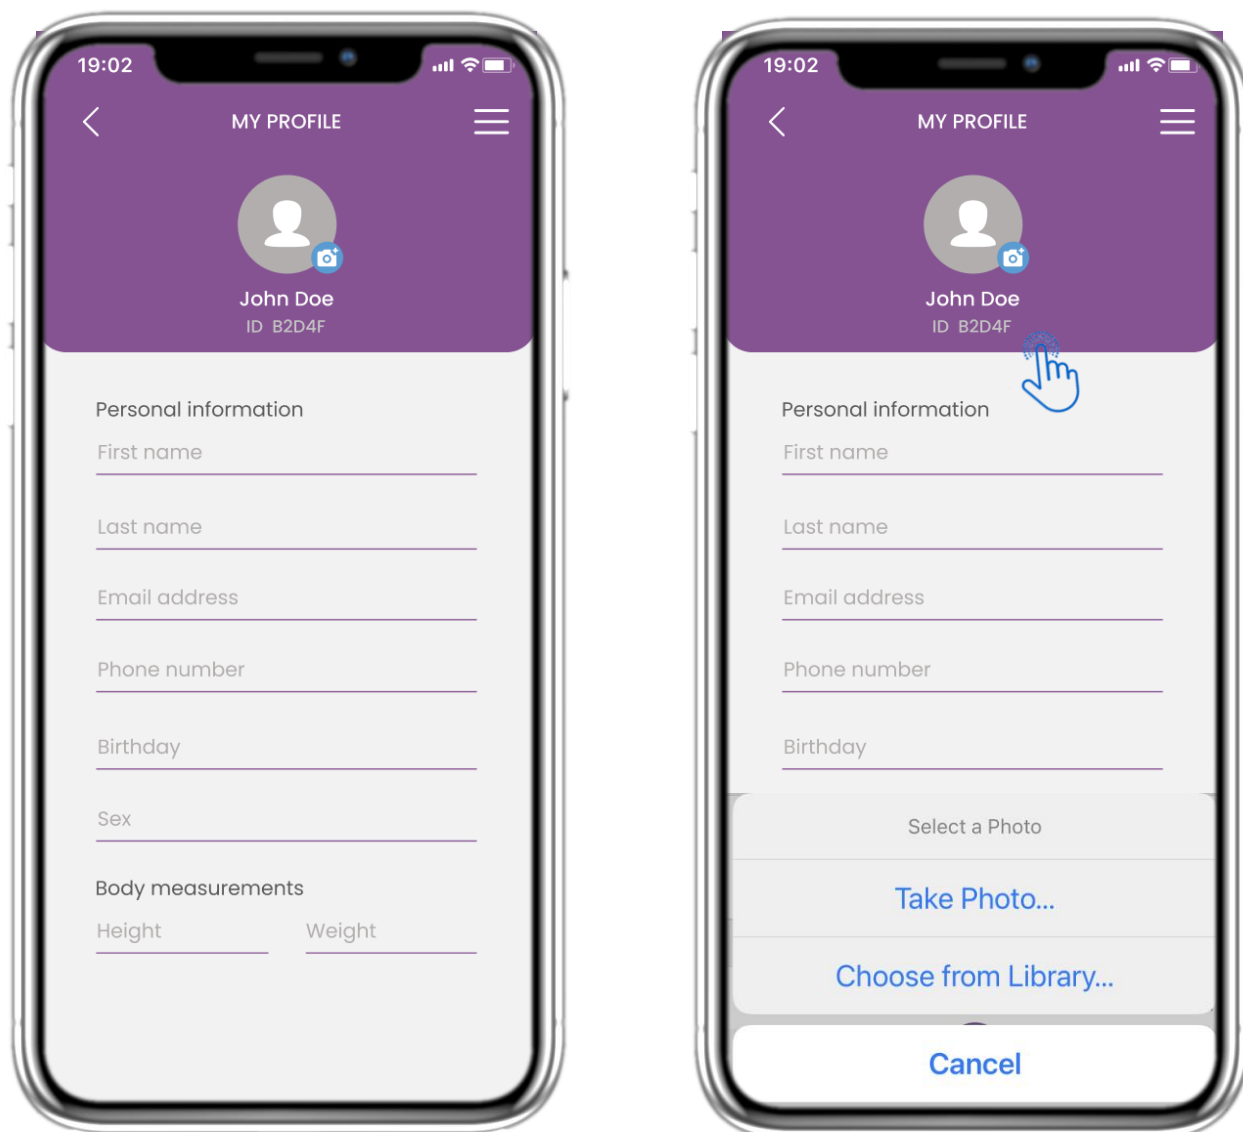 19:02
MY PROFILE
John Doe
ID B2D4F
Personal information
First name
Last name
Email address
Phone number
Birthday
Sex
Body measurements
Height Weight
19:02
MY PROFILE
John Doe
ID B2D4F
Personal information
First name
Last name
Email address
Phone number
Birthday
Select a Photo
Take Photo...
Choose from Library...
Cancel